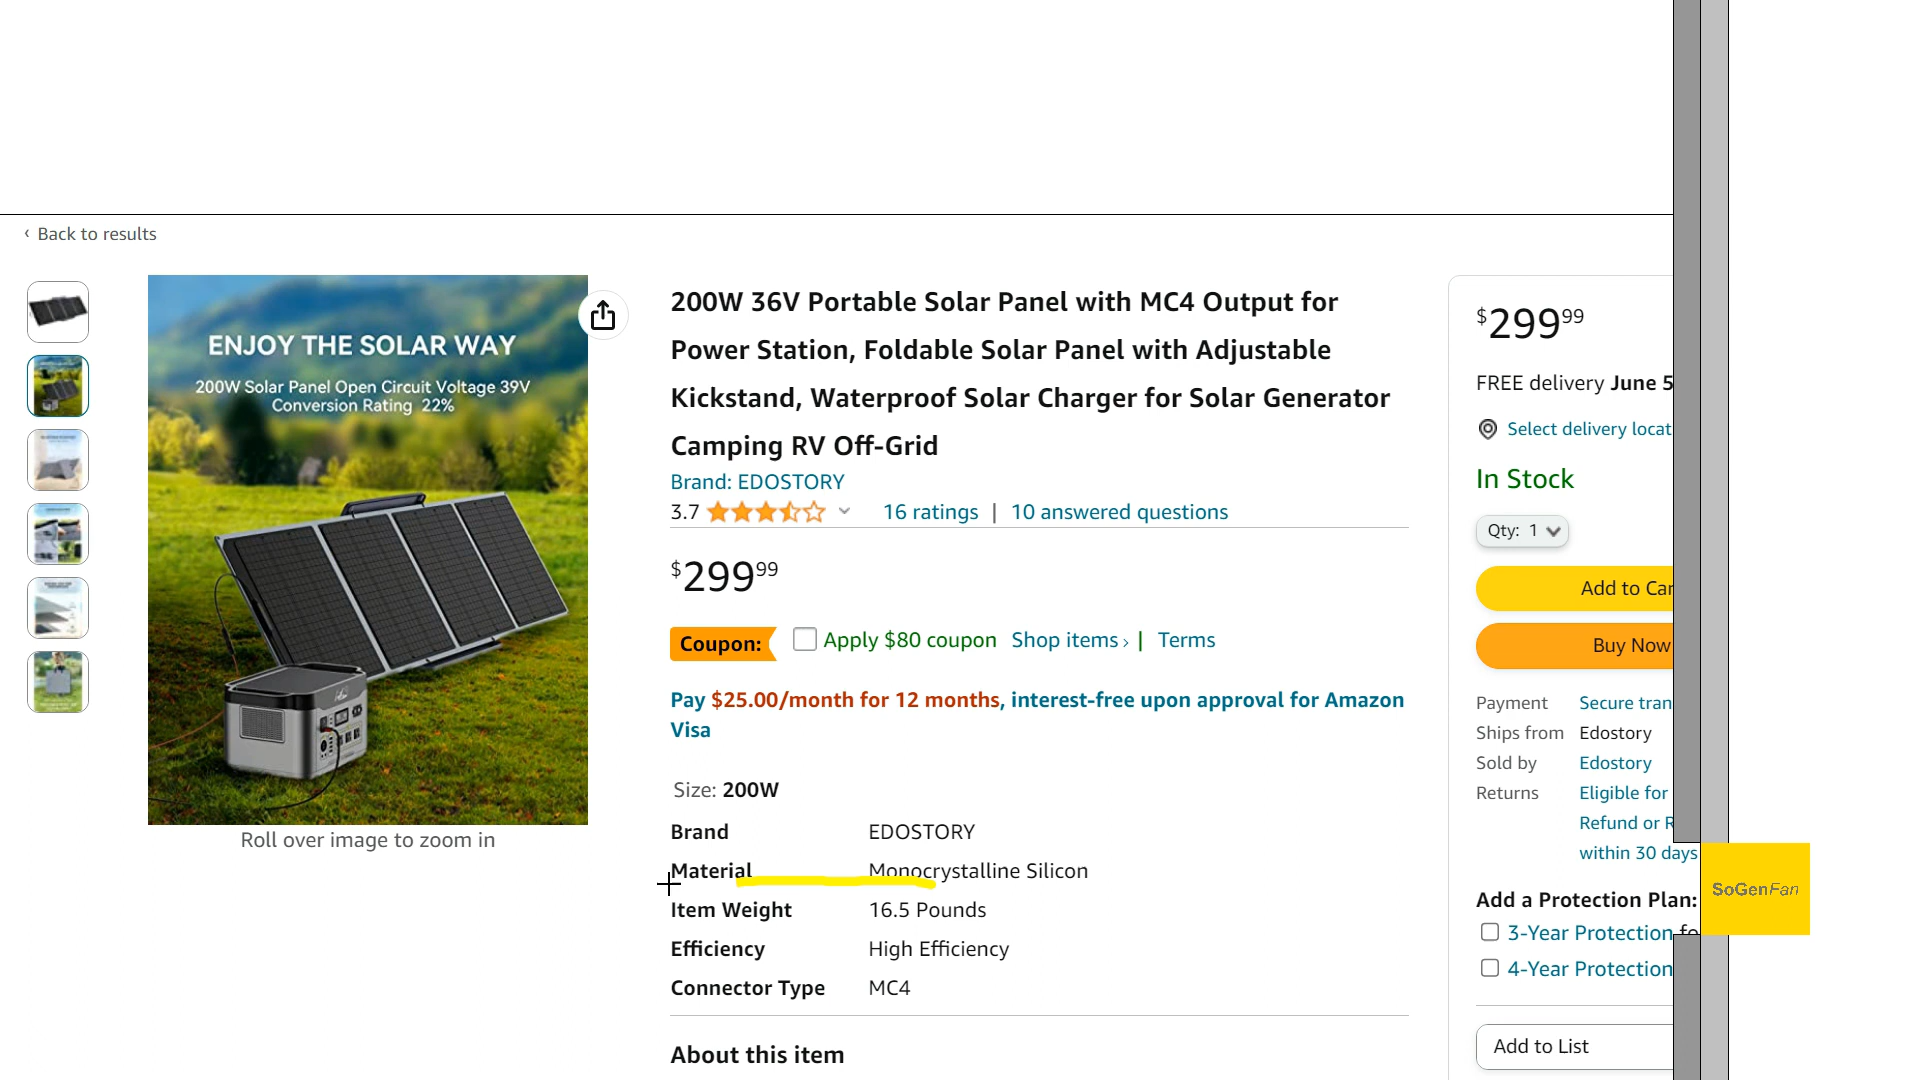 ‹ Back to results
ENJOY THE SOLAR WAY
200W Solar Panel Open Circuit Voltage 39V
Conversion Rating 22%
Roll over image to zoom in
200W 36V Portable Solar Panel with MC4 Output for
Power Station, Foldable Solar Panel with Adjustable
Kickstand, Waterproof Solar Charger for Solar Generator
Camping RV Off-Grid
Brand: EDOSTORY
3.7 16 ratings | 10 answered questions
$299 99
Coupon: Apply $80 coupon Shop items › | Terms
Pay $25.00/month for 12 months, interest-free upon approval for Amazon
Visa
Size: 200W
Brand EDOSTORY
Material Monocrystalline Silicon
Item Weight 16.5 Pounds
Efficiency High Efficiency
Connector Type MC4
About this item
$299 99
FREE delivery June 5
Select delivery locat
In Stock
Qty: 1
Add to Car
Buy Now
Payment Secure tran
Ships from Edostory
Sold by Edostory
Returns Eligible for
Refund or R
within 30 days
Add a Protection Plan:
3-Year Protection fo
4-Year Protection
Add to List
SoGenFan